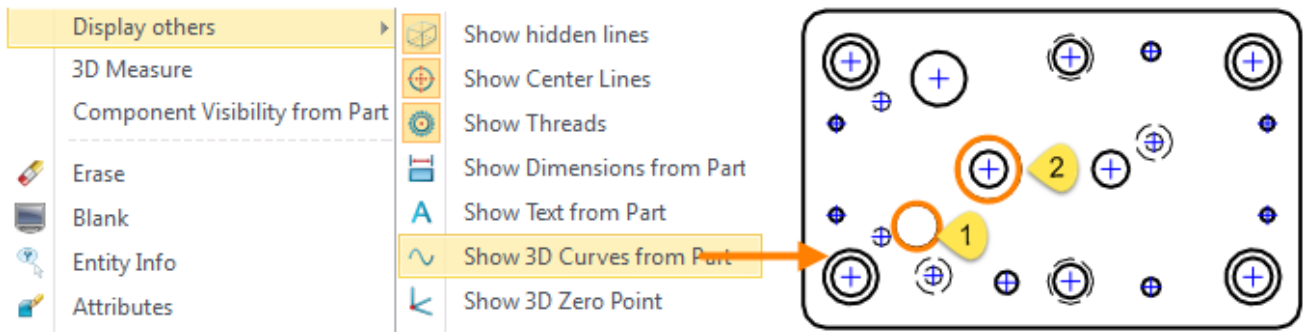 Display others
3D Measure
Component Visibility from Part
Erase
Blank
Entity Info
Attributes
Show hidden lines
Show Center Lines
Show Threads
Show Dimensions from Part
Show Text from Part
Show 3D Curves from Part
Show 3D Zero Point
2
1